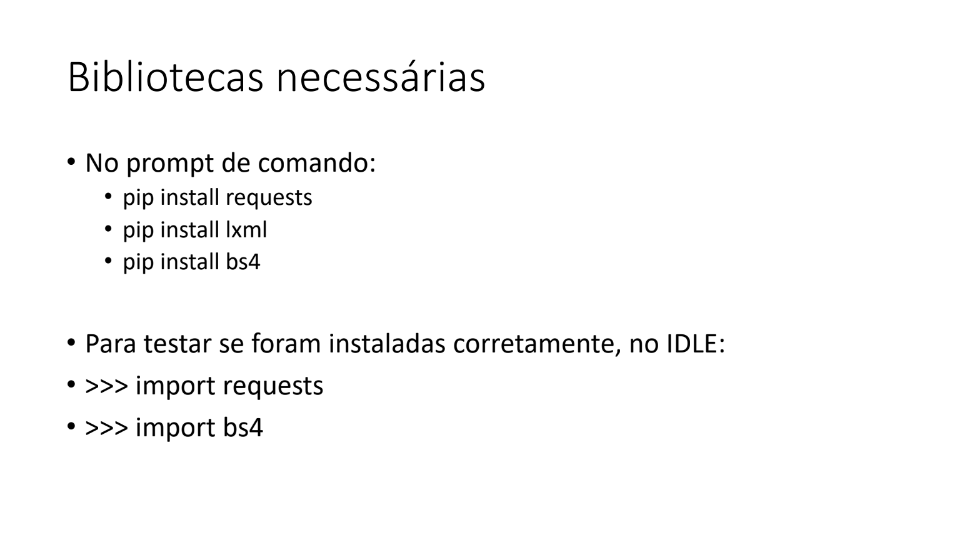 Bibliotecas necessárias
• No prompt de comando:
• pip install requests
• pip install lxml
• pip install bs4
• Para testar se foram instaladas corretamente, no IDLE:
• >>> import requests
• >>> import bs4